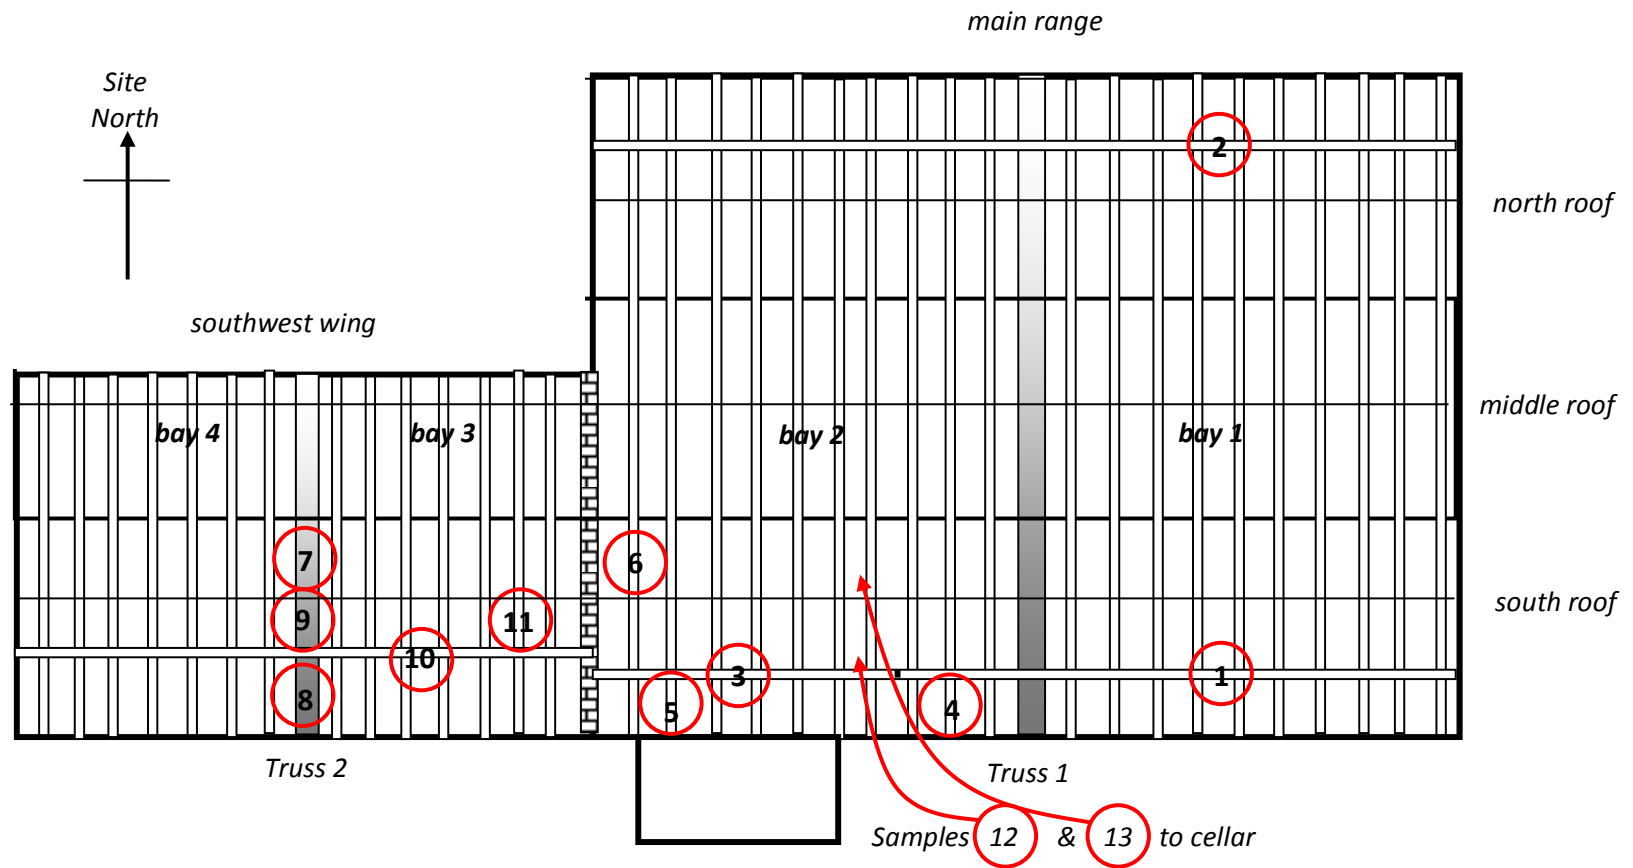 main range
Site
North
2
north roof
southwest wing
middle roof
bay 4
bay 3
bay 2
bay 1
7
6
9
11
south roof
10
3
1
8
5
4
Truss 2
Truss 1
Samples 12 & 13 to cellar